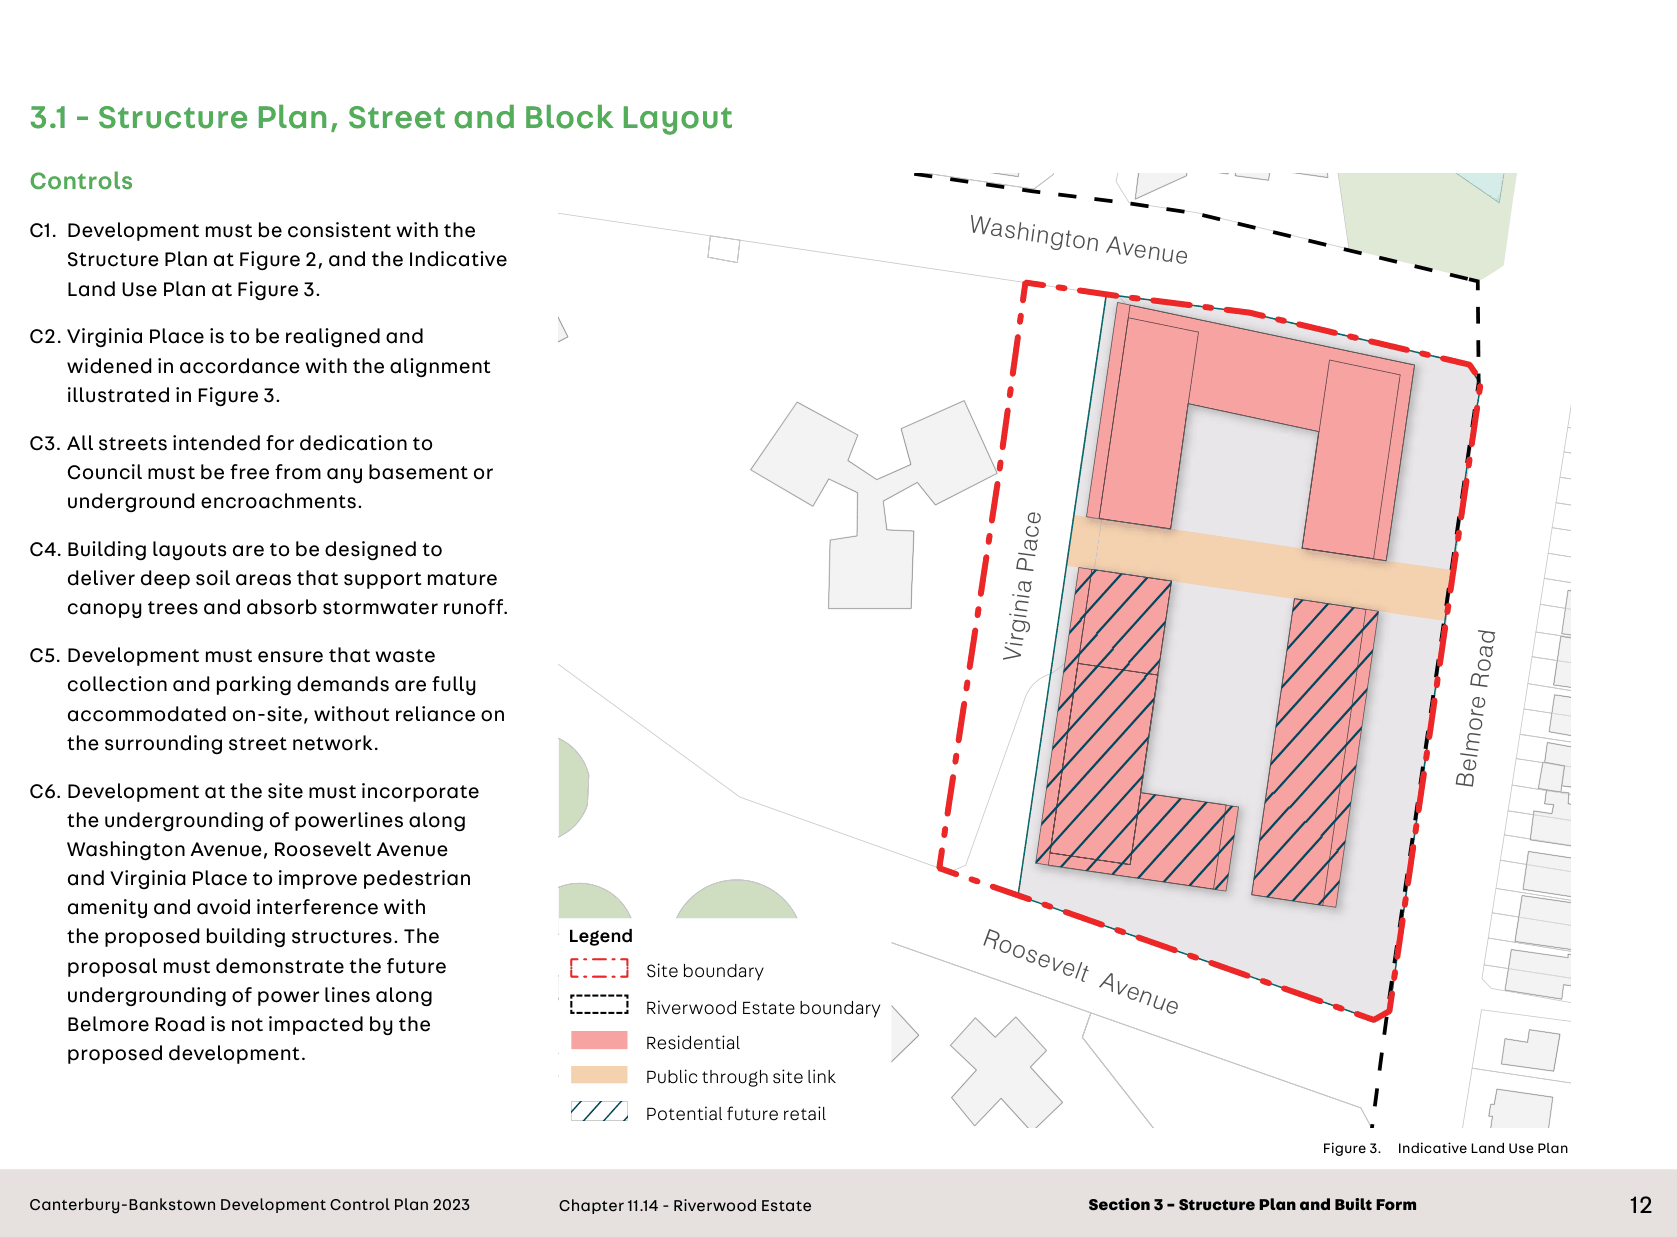 3.1 - Structure Plan, Street and Block Layout
Controls
C1. Development must be consistent with the
Structure Plan at Figure 2, and the Indicative
Land Use Plan at Figure 3.
C2. Virginia Place is to be realigned and
widened in accordance with the alignment
illustrated in Figure 3.
C3. All streets intended for dedication to
Council must be free from any basement or
underground encroachments.
C4. Building layouts are to be designed to
deliver deep soil areas that support mature
canopy trees and absorb stormwater runoff.
C5. Development must ensure that waste
collection and parking demands are fully
accommodated on-site, without reliance on
the surrounding street network.
C6. Development at the site must incorporate
the undergrounding of powerlines along
Washington Avenue, Roosevelt Avenue
and Virginia Place to improve pedestrian
amenity and avoid interference with
the proposed building structures. The
proposal must demonstrate the future
undergrounding of power lines along
Belmore Road is not impacted by the
proposed development.
Washington Avenue
Virginia Place
Belmore Road
Roosevelt Avenue
Legend
Site boundary
Riverwood Estate boundary
Residential
Public through site link
Potential future retail
Figure 3. Indicative Land Use Plan
Canterbury-Bankstown Development Control Plan 2023
Chapter 11.14 - Riverwood Estate
Section 3 – Structure Plan and Built Form
12